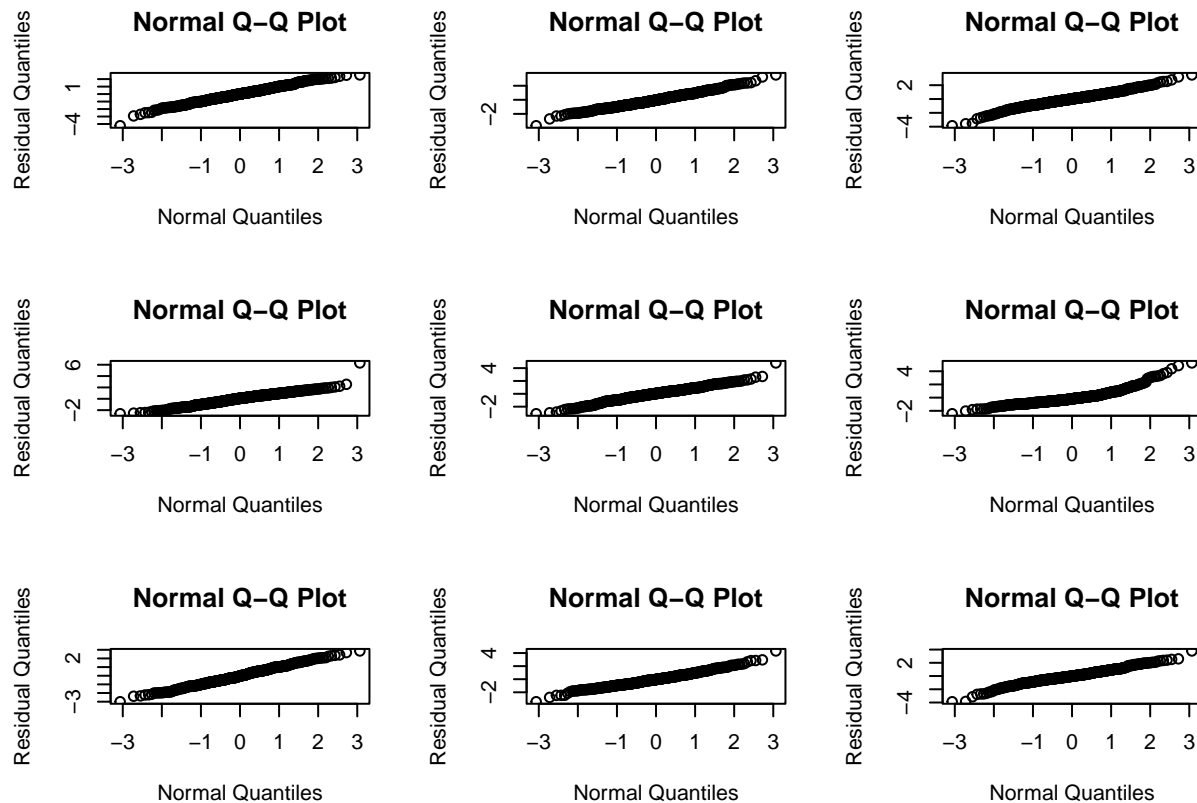 Normal Q−Q Plot
Residual Quantiles
1
−4
−3 −1 0 1 2 3
Normal Quantiles
Normal Q−Q Plot
Residual Quantiles
−2
−3 −1 0 1 2 3
Normal Quantiles
Normal Q−Q Plot
Residual Quantiles
2
−4
−3 −1 0 1 2 3
Normal Quantiles
Normal Q−Q Plot
Residual Quantiles
6
−2
−3 −1 0 1 2 3
Normal Quantiles
Normal Q−Q Plot
Residual Quantiles
4
−2
−3 −1 0 1 2 3
Normal Quantiles
Normal Q−Q Plot
Residual Quantiles
4
−2
−3 −1 0 1 2 3
Normal Quantiles
Normal Q−Q Plot
Residual Quantiles
2
−3
−3 −1 0 1 2 3
Normal Quantiles
Normal Q−Q Plot
Residual Quantiles
4
−2
−3 −1 0 1 2 3
Normal Quantiles
Normal Q−Q Plot
Residual Quantiles
2
−4
−3 −1 0 1 2 3
Normal Quantiles